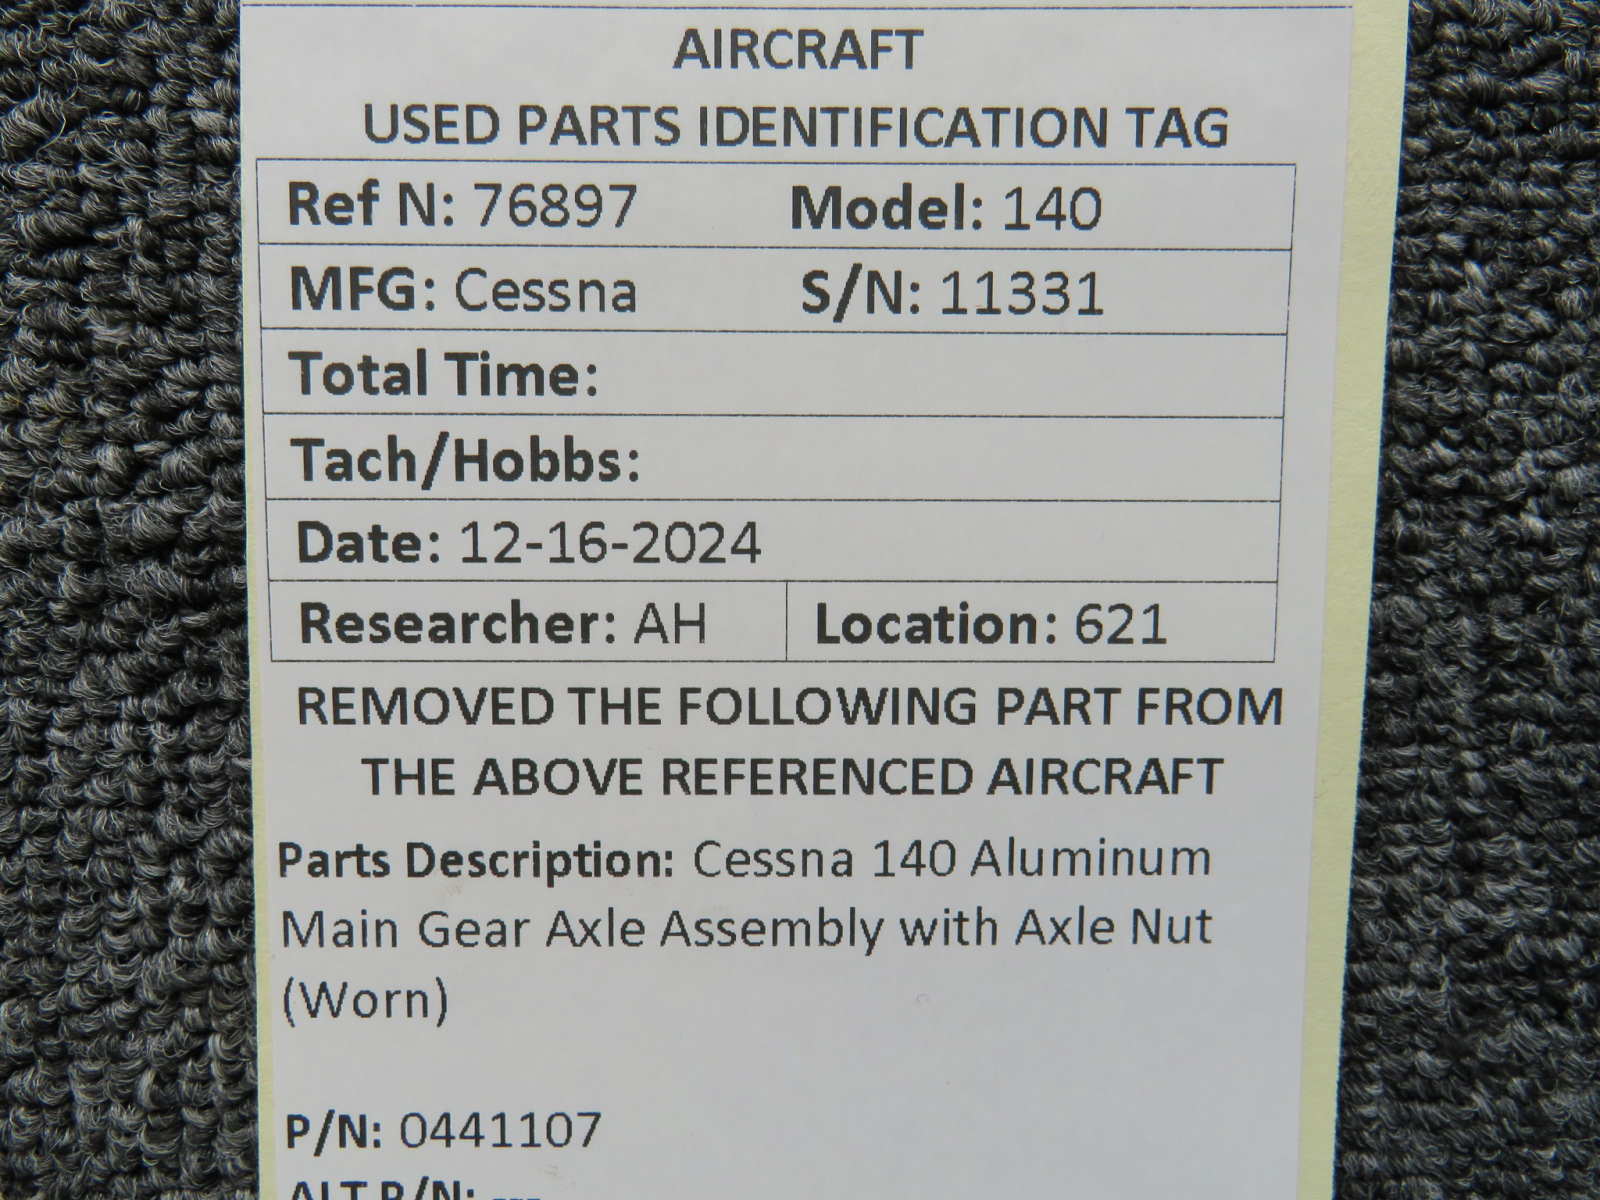 AIRCRAFT
USED PARTS IDENTIFICATION TAG
Ref N: 76897 Model: 140
MFG: Cessna S/N: 11331
Total Time:
Tach/Hobbs:
Date: 12-16-2024
Researcher: AH Location: 621
REMOVED THE FOLLOWING PART FROM
THE ABOVE REFERENCED AIRCRAFT
Parts Description: Cessna 140 Aluminum
Main Gear Axle Assembly with Axle Nut
(Worn)
P/N: 0441107
ALT P/N: ---